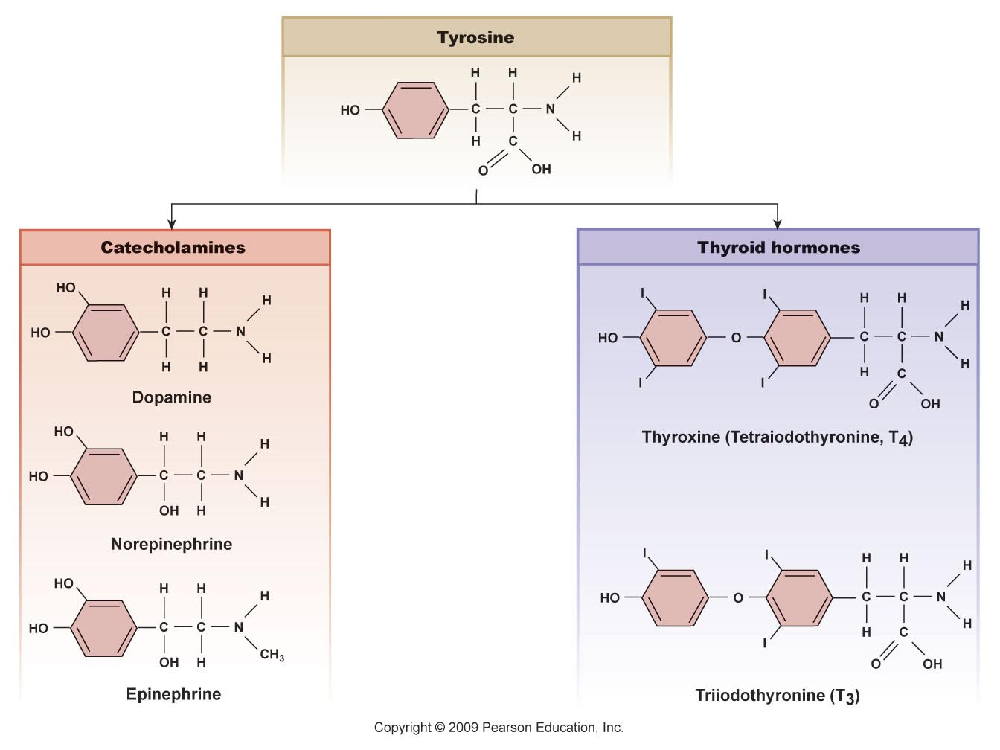 Tyrosine
H H H
HO C C N
H C H
O OH
Catecholamines
HO H H H
HO C C N
H H H
Dopamine
HO H H H
HO C C N
OH H H
Norepinephrine
HO H H H
HO C C N
OH H CH3
Epinephrine
Thyroid hormones
I I H H H
HO O C C N
I I H C H
O OH
Thyroxine (Tetraiodothyronine, T4)
I I H H H
HO O C C N
I H C H
O OH
Triiodothyronine (T3)
Copyright © 2009 Pearson Education, Inc.